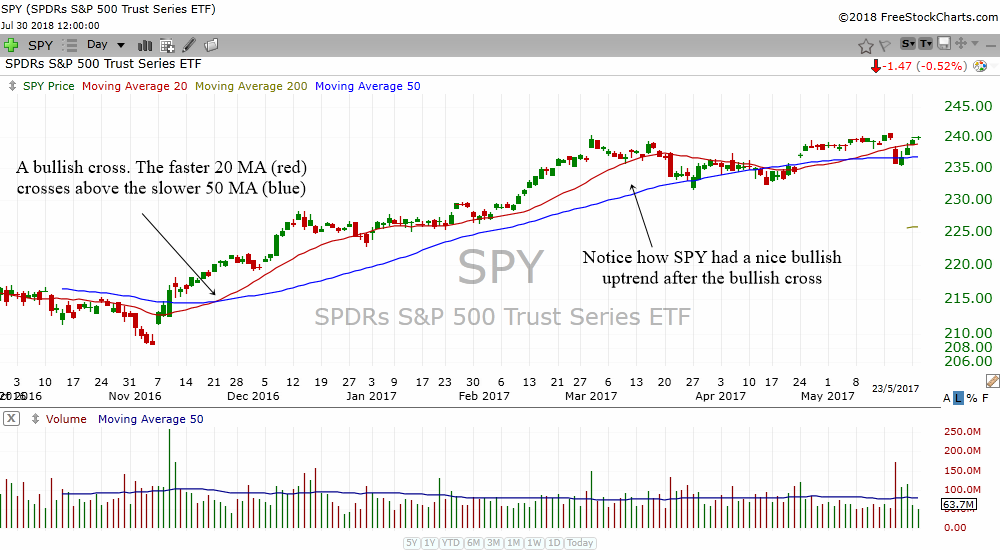 SPY (SPDRs S&P 500 Trust Series ETF)
Jul 30 2018 12:00:00
©2018 FreeStockCharts.com
SPY Day S▾ T▾
SPDRs S&P 500 Trust Series ETF
-1.47 (-0.52%)
SPY Price Moving Average 20 Moving Average 200 Moving Average 50
245.00
240.00
235.00
230.00
225.00
220.00
215.00
210.00
208.00
206.00
A bullish cross. The faster 20 MA (red)
crosses above the slower 50 MA (blue)
Notice how SPY had a nice bullish
uptrend after the bullish cross
SPY
SPDRs S&P 500 Trust Series ETF
3 10 17 24 31 7 14 21 28 5 12 19 27 3 9 17 23 30 6 13 21 27 6 13 20 27 3 10 17 24 1 8 23/5/2017
2016 Nov 2016 Dec 2016 Jan 2017 Feb 2017 Mar 2017 Apr 2017 May 2017
A L % F
X Volume Moving Average 50
250.0M
200.0M
150.0M
100.0M
63.7M
0.00
5Y 1Y YTD 6M 3M 1M 1W 1D Today